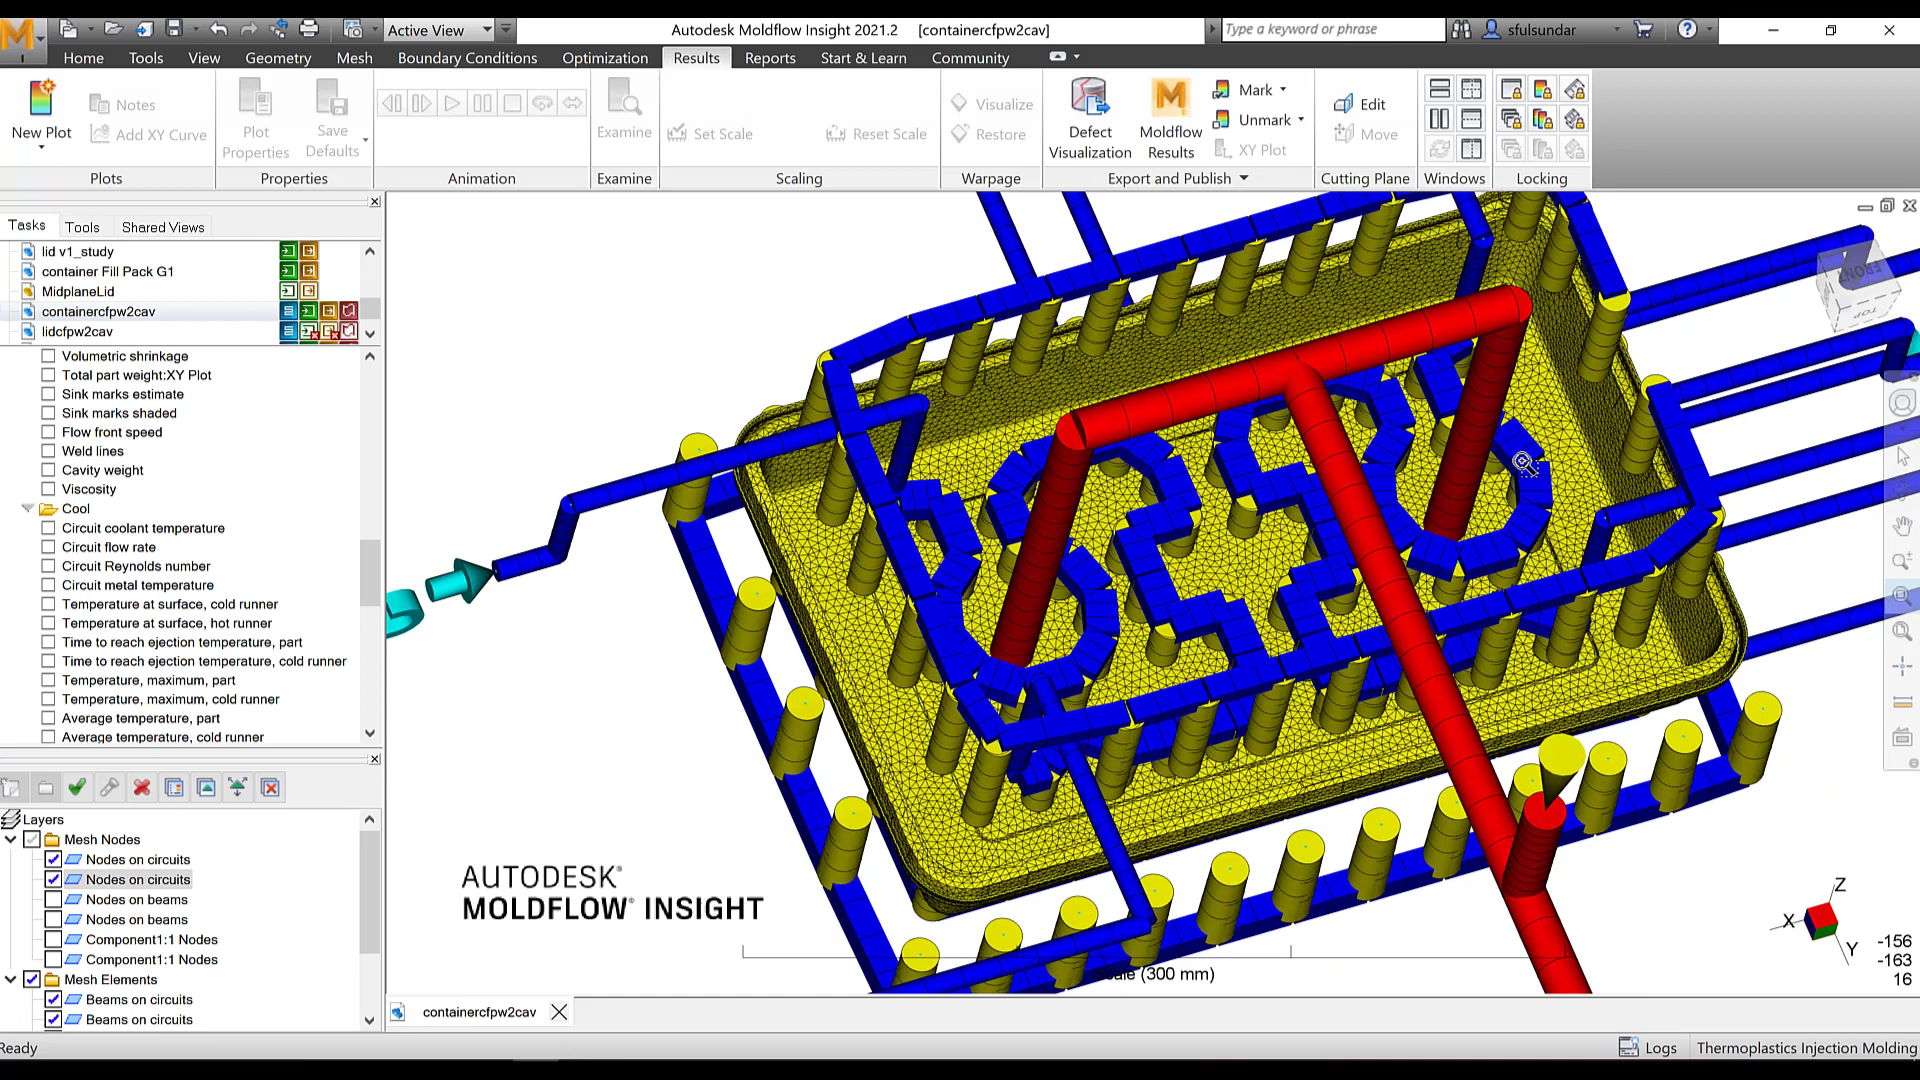 Active View
Autodesk Moldflow Insight 2021.2 [containercfpw2cav]
Type a keyword or phrase
sfulsundar
Home Tools View Geometry Mesh Boundary Conditions Optimization Results Reports Start & Learn Community
New Plot
Notes
Add XY Curve
Plot Properties
Save Defaults
Examine
Set Scale
Reset Scale
Visualize
Restore
Defect Visualization
Moldflow Results
Mark
Unmark
XY Plot
Edit
Move
Plots Properties Animation Examine Scaling Warpage Export and Publish Cutting Plane Windows Locking
Tasks Tools Shared Views
lid v1_study
container Fill Pack G1
MidplaneLid
containercfpw2cav
lidcfpw2cav
Volumetric shrinkage
Total part weight:XY Plot
Sink marks estimate
Sink marks shaded
Flow front speed
Weld lines
Cavity weight
Viscosity
Cool
Circuit coolant temperature
Circuit flow rate
Circuit Reynolds number
Circuit metal temperature
Temperature at surface, cold runner
Temperature at surface, hot runner
Time to reach ejection temperature, part
Time to reach ejection temperature, cold runner
Temperature, maximum, part
Temperature, maximum, cold runner
Average temperature, part
Average temperature, cold runner
Layers
Mesh Nodes
Nodes on circuits
Nodes on circuits
Nodes on beams
Nodes on beams
Component1:1 Nodes
Component1:1 Nodes
Mesh Elements
Beams on circuits
Beams on circuits
FRONT
TOP
AUTODESK®
MOLDFLOW® INSIGHT
Scale (300 mm)
Z
X
Y
-156
-163
16
containercfpw2cav
Ready
Logs
Thermoplastics Injection Molding